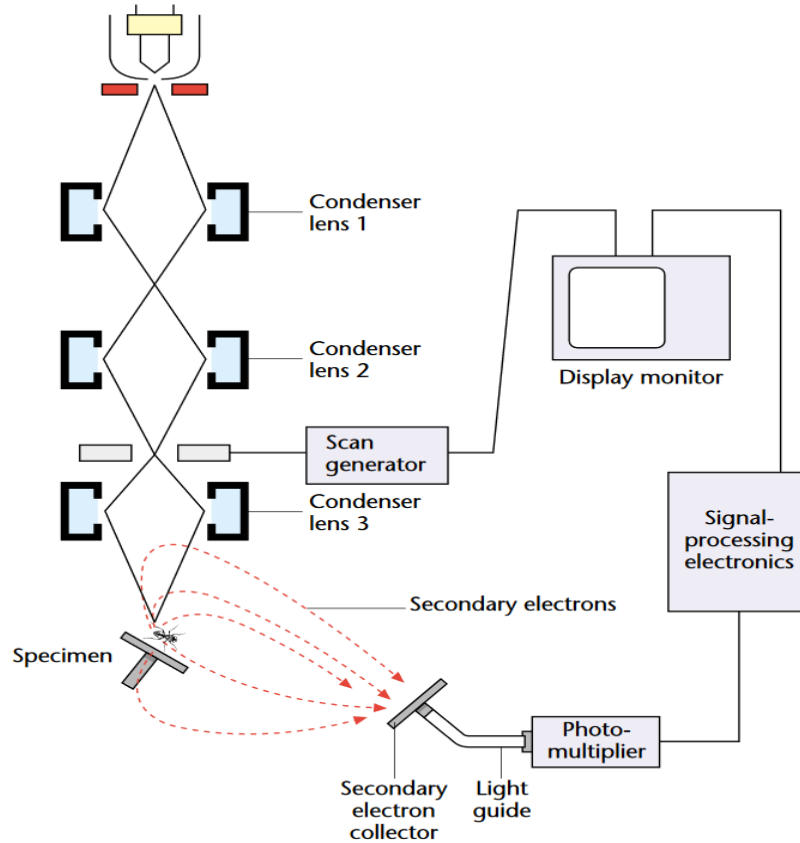 Condenser
lens 1
Condenser
lens 2
Display monitor
Scan
generator
Condenser
lens 3
Signal-
processing
electronics
Secondary electrons
Specimen
Photo-
multiplier
Secondary
electron
collector
Light
guide